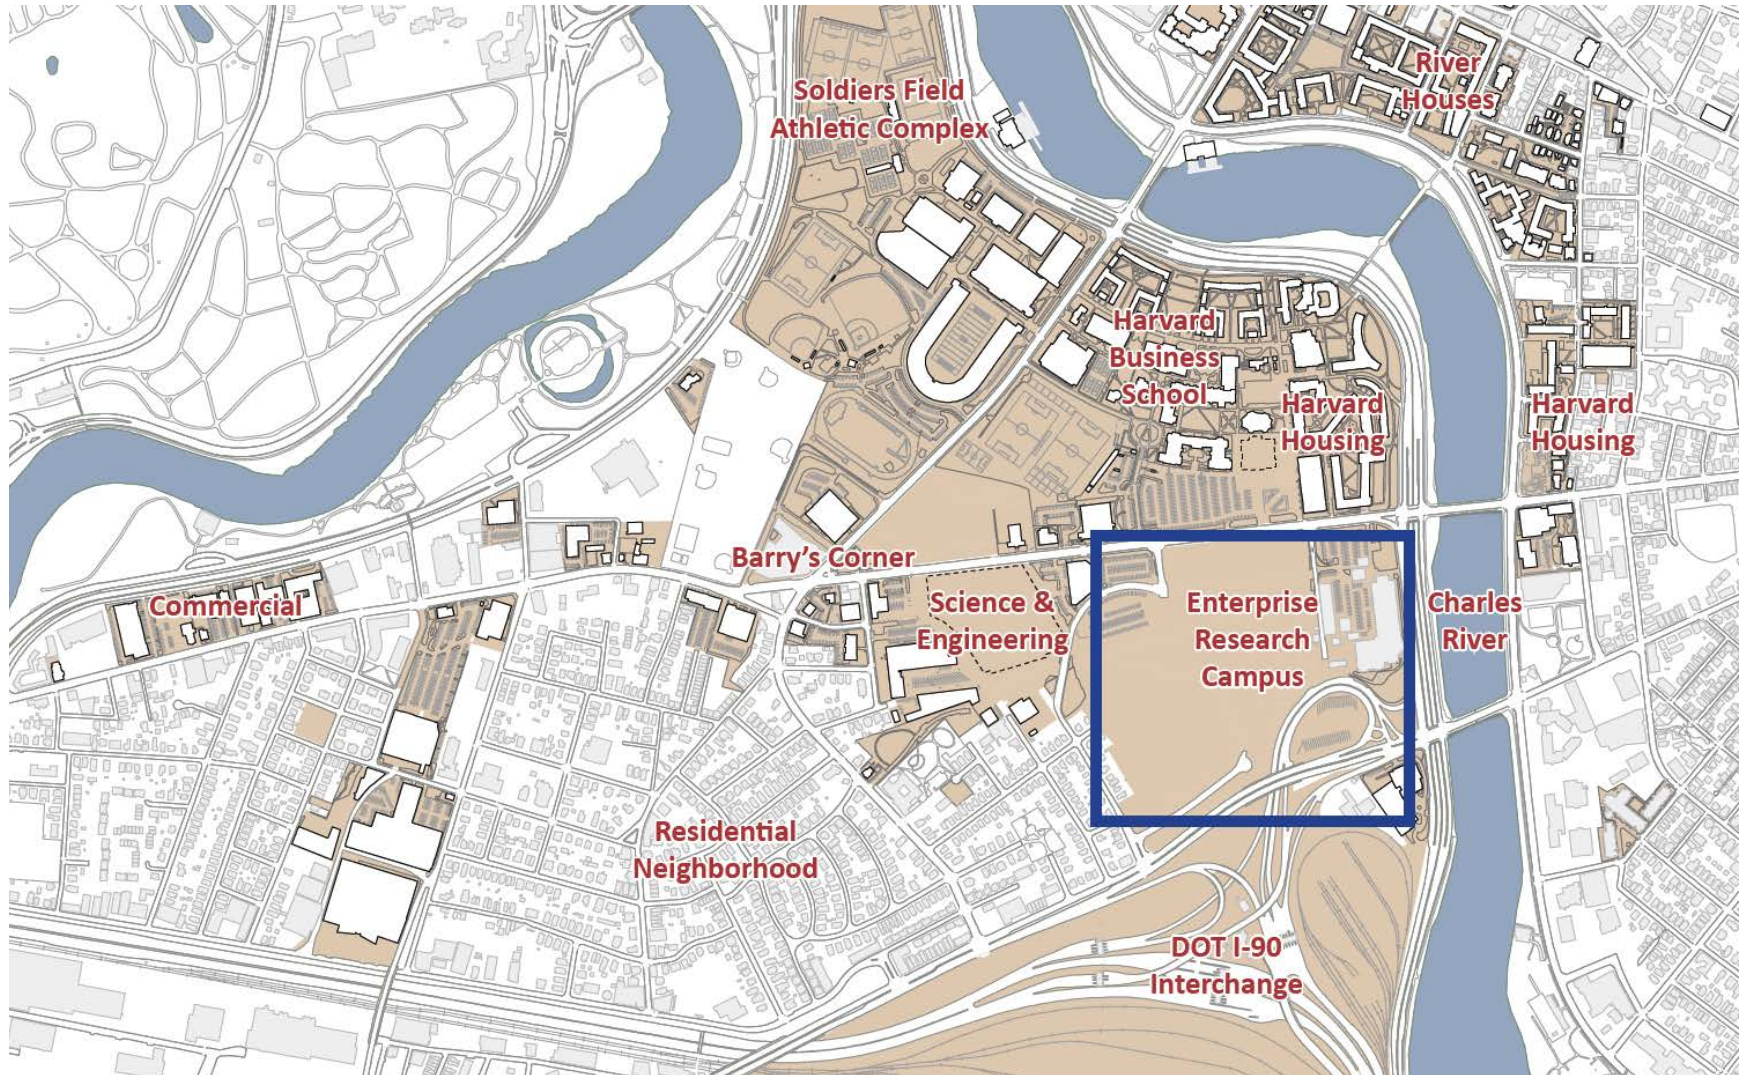 Soldiers Field
Athletic Complex
River
Houses
Harvard
Business
School
Harvard
Housing
Harvard
Housing
Barry's Corner
Commercial
Science &
Engineering
Enterprise
Research
Campus
Charles
River
Residential
Neighborhood
DOT I-90
Interchange